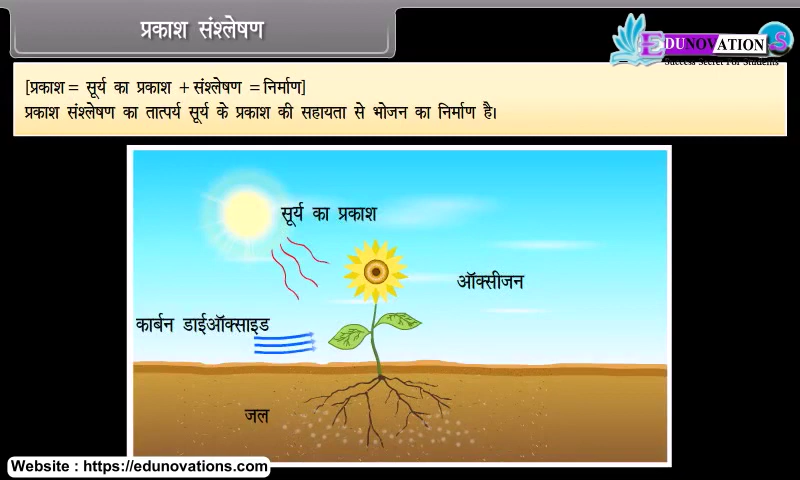 प्रकाश संश्लेषण
EDUNOVATION S
Success Secret For Students
[प्रकाश = सूर्य का प्रकाश + संश्लेषण = निर्माण]
प्रकाश संश्लेषण का तात्पर्य सूर्य के प्रकाश की सहायता से भोजन का निर्माण है।
सूर्य का प्रकाश
ऑक्सीजन
कार्बन डाईऑक्साइड
जल
Website : https://edunovations.com